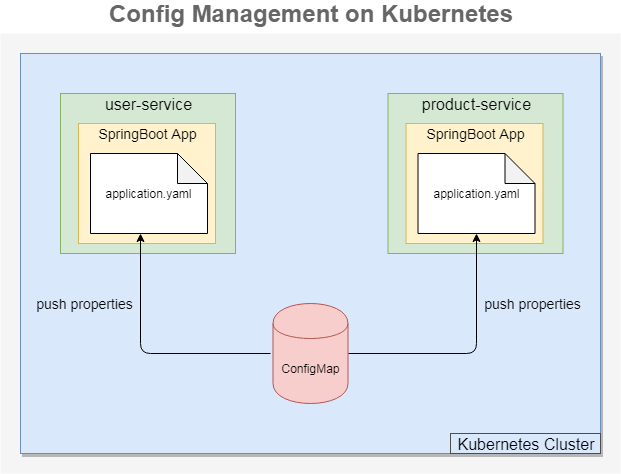 Config Management on Kubernetes
user-service
SpringBoot App
application.yaml
product-service
SpringBoot App
application.yaml
push properties
push properties
ConfigMap
Kubernetes Cluster